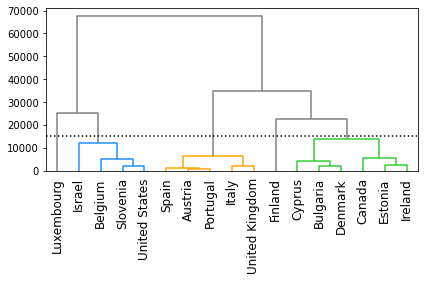 70000
60000
50000
40000
30000
20000
10000
0
Luxembourg
Israel
Belgium
Slovenia
United States
Spain
Austria
Portugal
Italy
United Kingdom
Finland
Cyprus
Bulgaria
Denmark
Canada
Estonia
Ireland